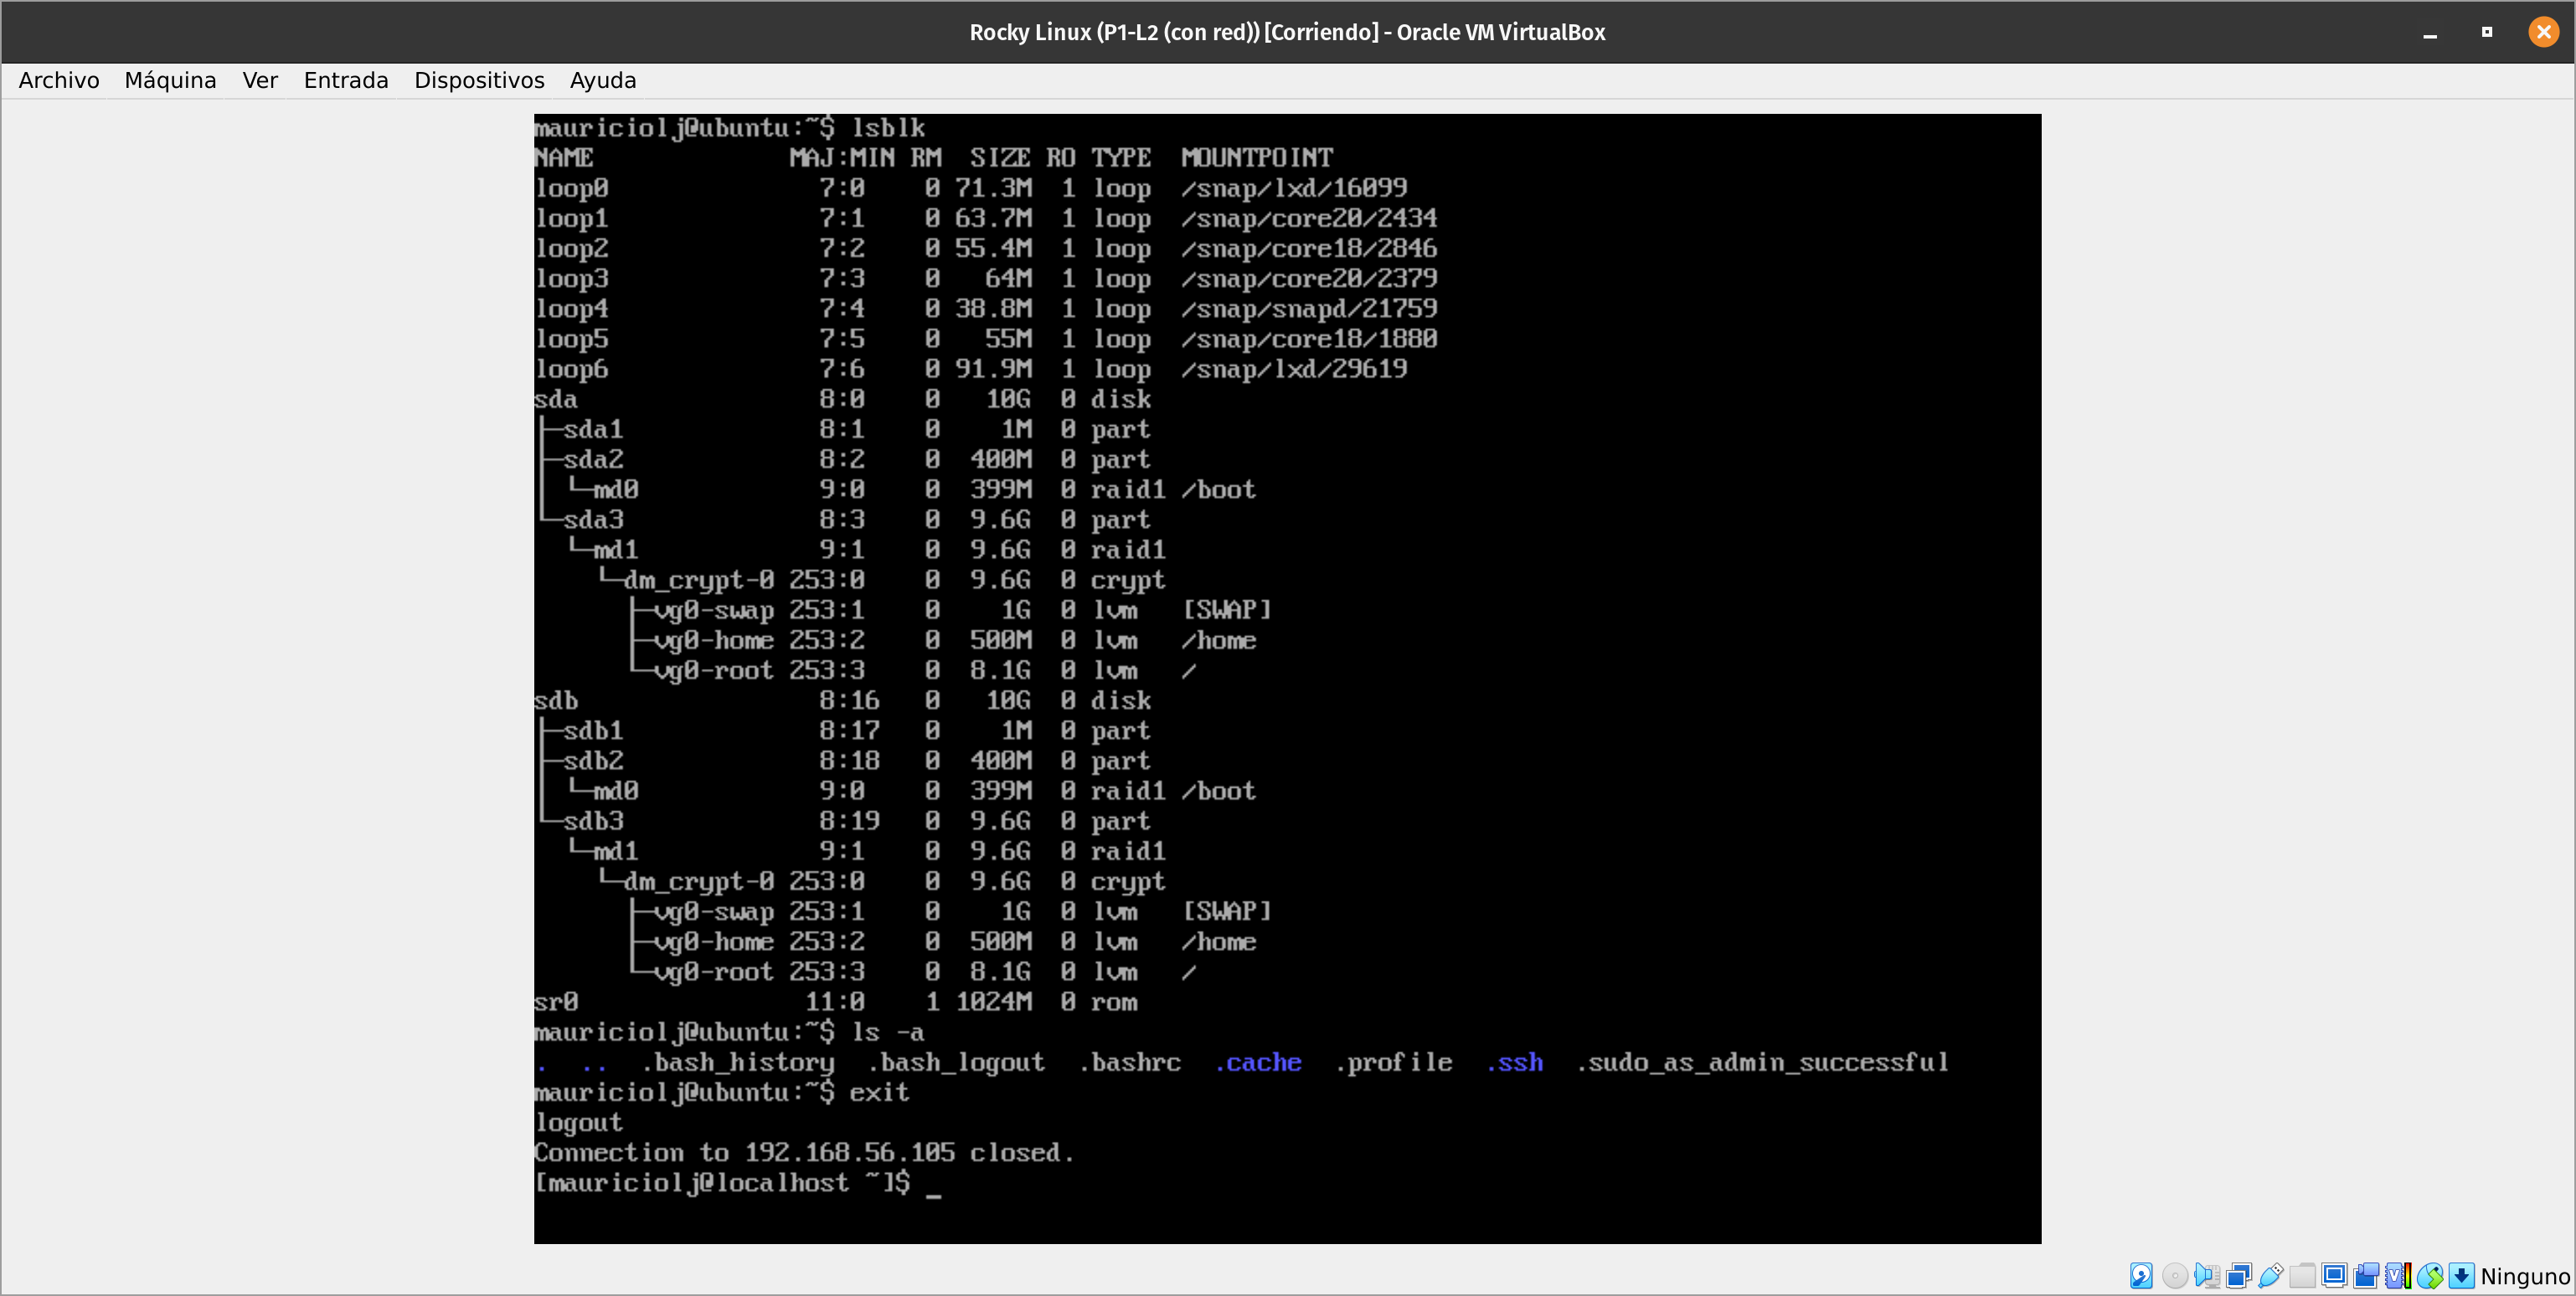 Rocky Linux (P1-L2 (con red)) [Corriendo] - Oracle VM VirtualBox
Archivo Máquina Ver Entrada Dispositivos Ayuda
mauriciolj@ubuntu:~$ lsblk
NAME MAJ:MIN RM SIZE RO TYPE MOUNTPOINT
loop0 7:0 0 71.3M 1 loop /snap/lxd/16099
loop1 7:1 0 63.7M 1 loop /snap/core20/2434
loop2 7:2 0 55.4M 1 loop /snap/core18/2846
loop3 7:3 0 64M 1 loop /snap/core20/2379
loop4 7:4 0 38.8M 1 loop /snap/snapd/21759
loop5 7:5 0 55M 1 loop /snap/core18/1880
loop6 7:6 0 91.9M 1 loop /snap/lxd/29619
sda 8:0 0 10G 0 disk
├─sda1 8:1 0 1M 0 part
├─sda2 8:2 0 400M 0 part
│ └─md0 9:0 0 399M 0 raid1 /boot
└─sda3 8:3 0 9.6G 0 part
  └─md1 9:1 0 9.6G 0 raid1
    └─dm_crypt-0 253:0 0 9.6G 0 crypt
      ├─vg0-swap 253:1 0 1G 0 lvm [SWAP]
      ├─vg0-home 253:2 0 500M 0 lvm /home
      └─vg0-root 253:3 0 8.1G 0 lvm /
sdb 8:16 0 10G 0 disk
├─sdb1 8:17 0 1M 0 part
├─sdb2 8:18 0 400M 0 part
│ └─md0 9:0 0 399M 0 raid1 /boot
└─sdb3 8:19 0 9.6G 0 part
  └─md1 9:1 0 9.6G 0 raid1
    └─dm_crypt-0 253:0 0 9.6G 0 crypt
      ├─vg0-swap 253:1 0 1G 0 lvm [SWAP]
      ├─vg0-home 253:2 0 500M 0 lvm /home
      └─vg0-root 253:3 0 8.1G 0 lvm /
sr0 11:0 1 1024M 0 rom
mauriciolj@ubuntu:~$ ls -a
. .. .bash_history .bash_logout .bashrc .cache .profile .ssh .sudo_as_admin_successful
mauriciolj@ubuntu:~$ exit
logout
Connection to 192.168.56.105 closed.
[mauriciolj@localhost ~]$ _
Ninguno